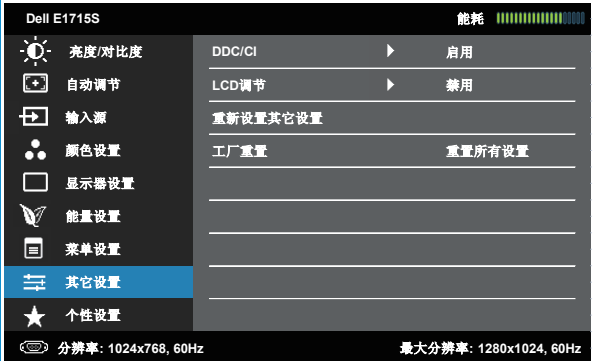 Dell E1715S 能耗
亮度/对比度 DDC/CI 启用
自动调节 LCD调节 禁用
输入源 重新设置其它设置
颜色设置 工厂重置 重置所有设置
显示器设置
能量设置
菜单设置
其它设置
个性设置
分辨率: 1024x768, 60Hz 最大分辨率: 1280x1024, 60Hz